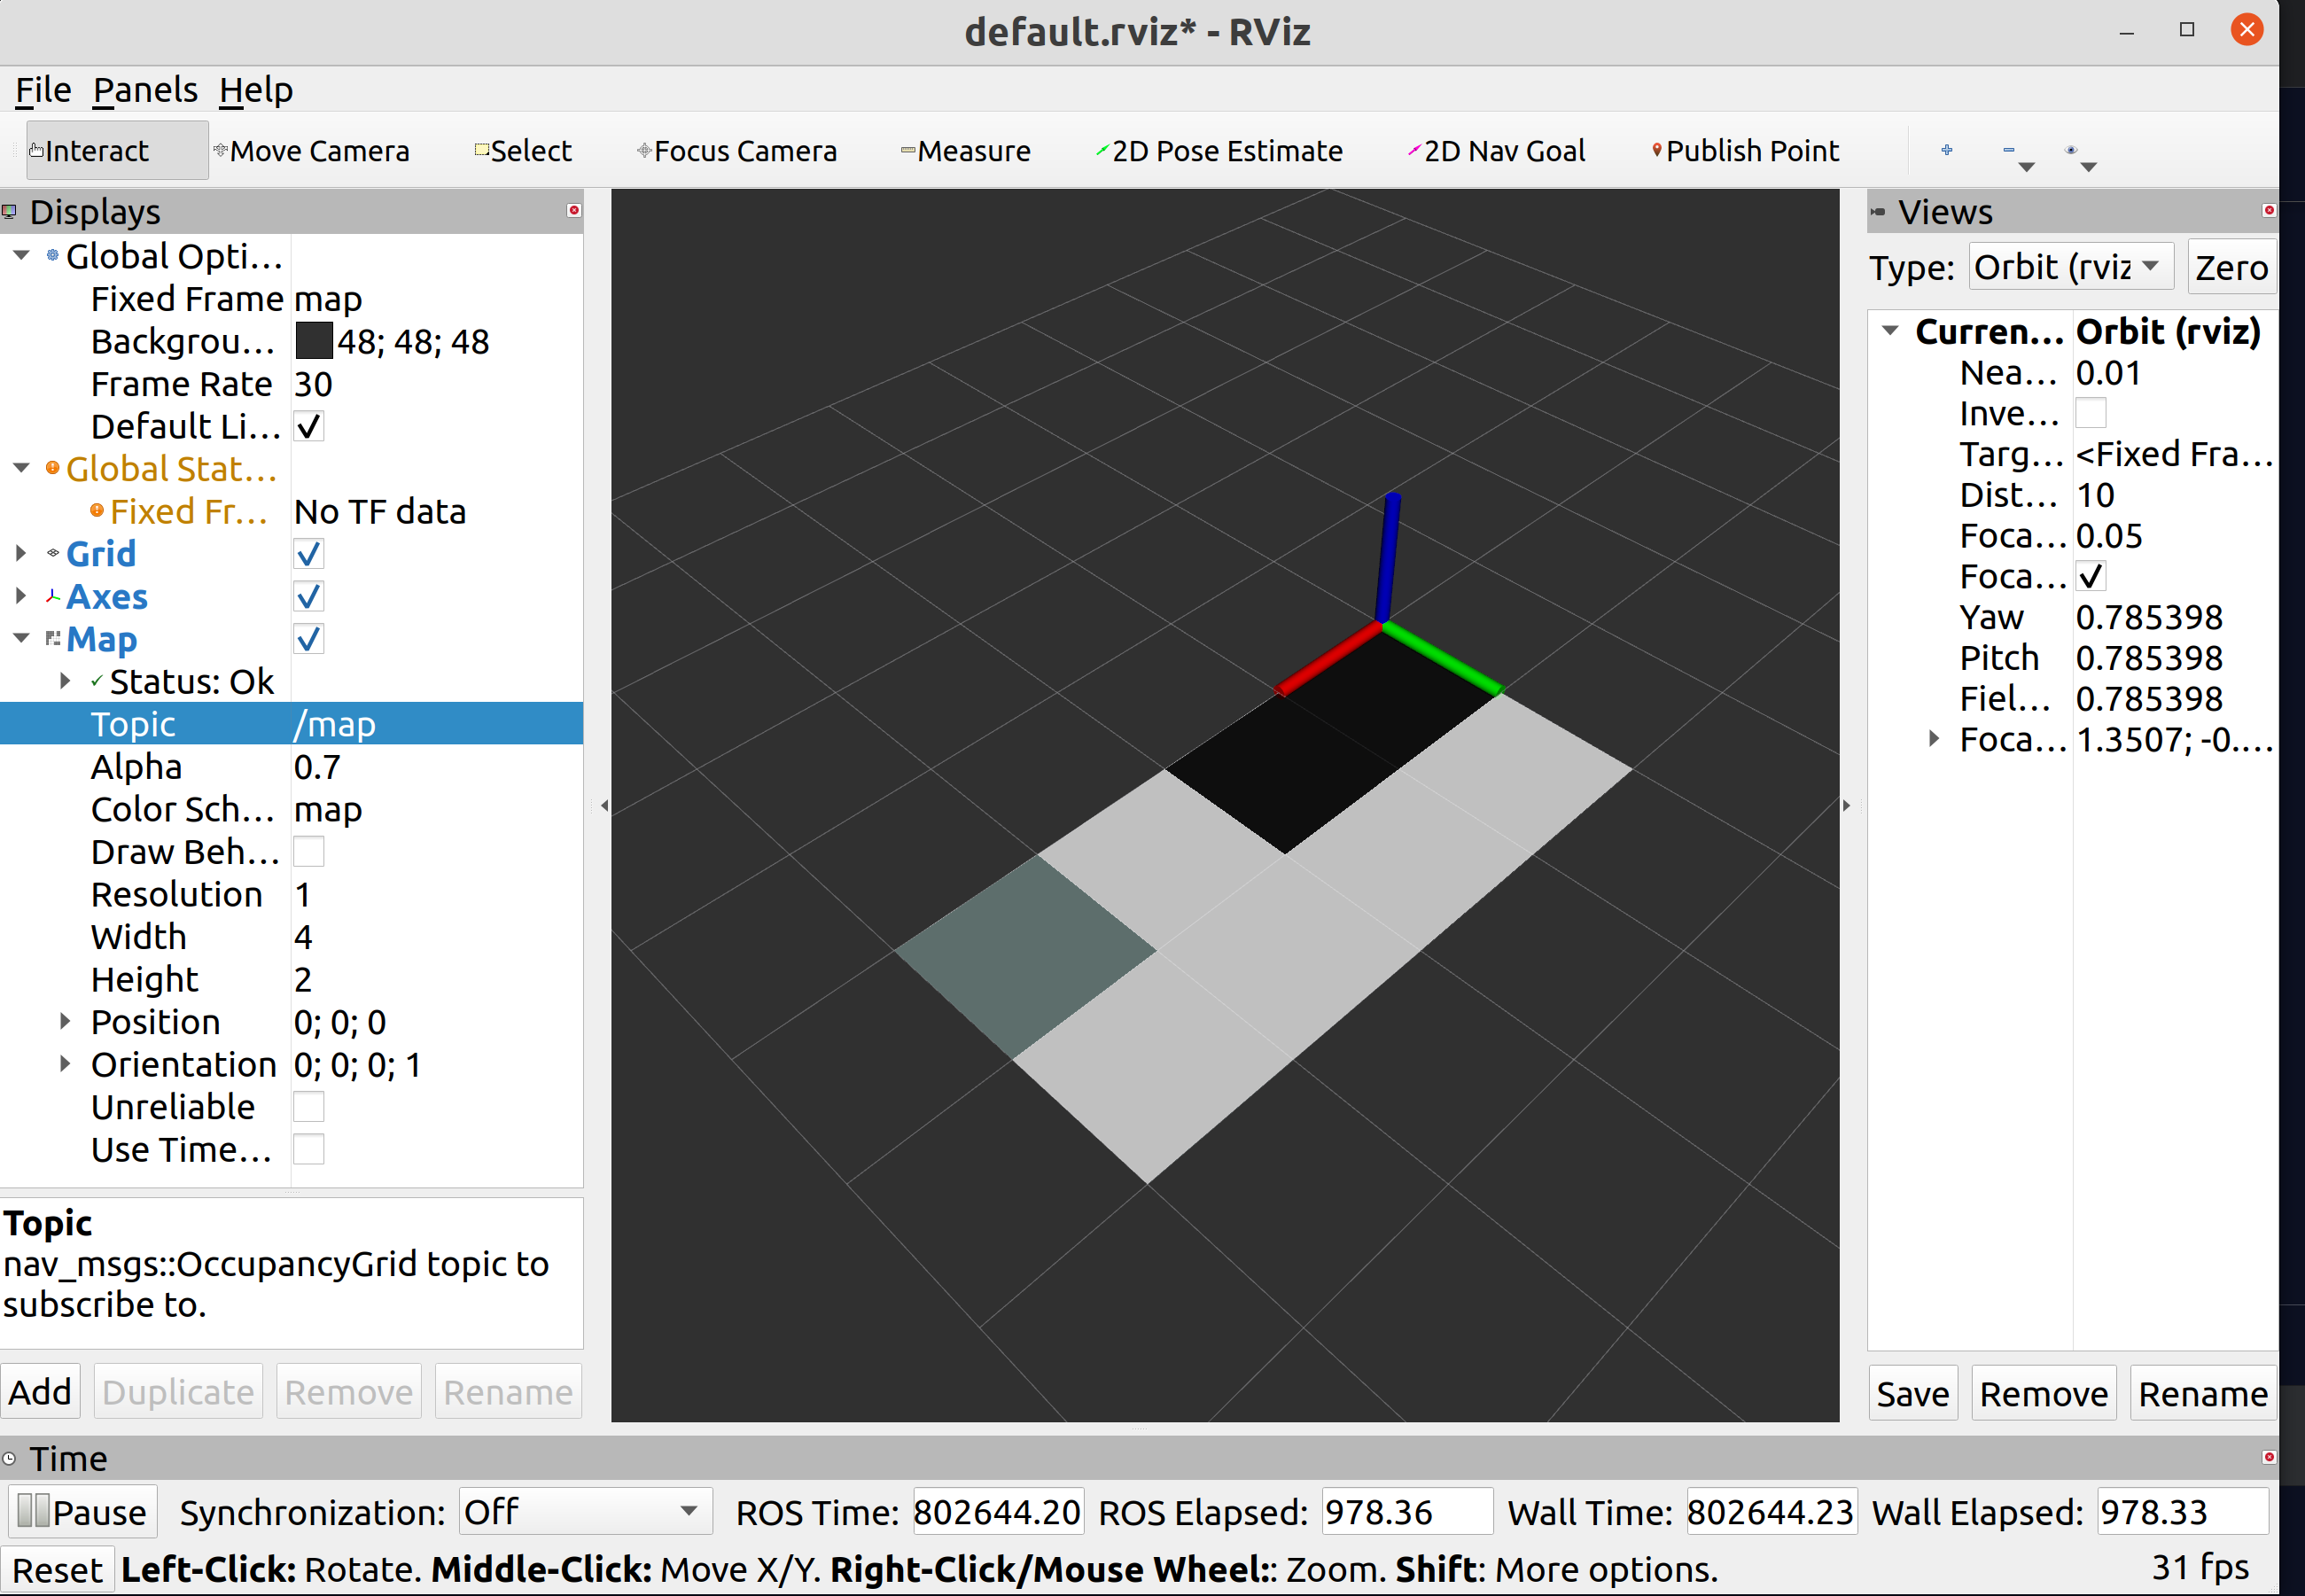 default.rviz* - RViz
File Panels Help
Interact Move Camera Select Focus Camera Measure 2D Pose Estimate 2D Nav Goal Publish Point
Displays
Global Opti...
Fixed Frame map
Backgrou... 48; 48; 48
Frame Rate 30
Default Li...
Global Stat...
Fixed Fr... No TF data
Grid
Axes
Map
Status: Ok
Topic /map
Alpha 0.7
Color Sch... map
Draw Beh...
Resolution 1
Width 4
Height 2
Position 0; 0; 0
Orientation 0; 0; 0; 1
Unreliable
Use Time...
Topic
nav_msgs::OccupancyGrid topic to
subscribe to.
Add Duplicate Remove Rename
Views
Type: Orbit (rviz Zero
Curren... Orbit (rviz)
Nea... 0.01
Inve...
Targ... <Fixed Fra...
Dist... 10
Foca... 0.05
Foca...
Yaw 0.785398
Pitch 0.785398
Fiel... 0.785398
Foca... 1.3507; -0....
Save Remove Rename
Time
Pause Synchronization: Off ROS Time: 802644.20 ROS Elapsed: 978.36 Wall Time: 802644.23 Wall Elapsed: 978.33
Reset Left-Click: Rotate. Middle-Click: Move X/Y. Right-Click/Mouse Wheel:: Zoom. Shift: More options. 31 fps